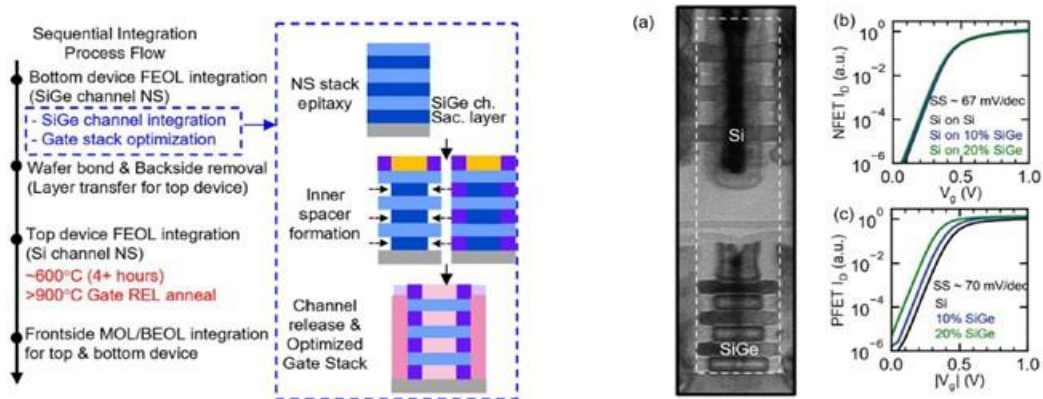 Sequential Integration
Process Flow
Bottom device FEOL integration
(SiGe channel NS)
- SiGe channel integration
- Gate stack optimization
Wafer bond & Backside removal
(Layer transfer for top device)
Top device FEOL integration
(Si channel NS)
~600°C (4+ hours)
>900°C Gate REL anneal
Frontside MOL/BEOL integration
for top & bottom device
NS stack
epitaxy
SiGe ch.
Sac. layer
Inner
spacer
formation
Channel
release &
Optimized
Gate Stack
(a)
Si
SiGe
(b)
NFET I_D (a.u.)
10^0
10^-2
10^-4
10^-6
SS ~ 67 mV/dec
Si on Si
Si on 10% SiGe
Si on 20% SiGe
0.0 0.5 1.0
V_g (V)
(c)
PFET I_D (a.u.)
10^0
10^-2
10^-4
10^-6
SS ~ 70 mV/dec
Si
10% SiGe
20% SiGe
0.0 0.5 1.0
|V_g| (V)